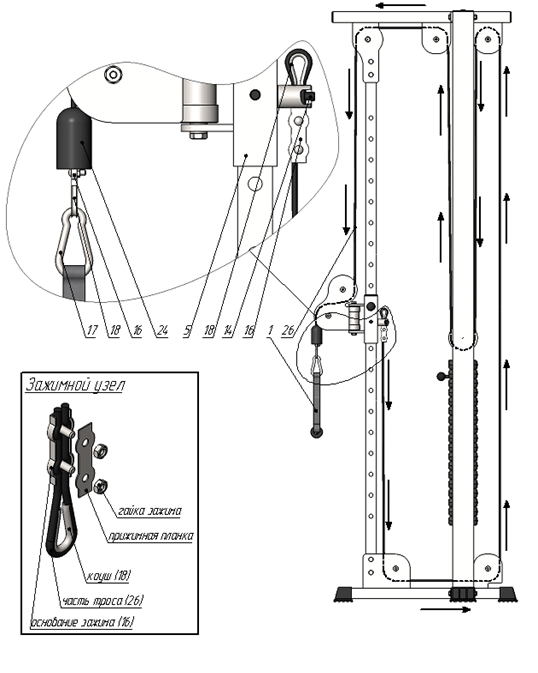 17 18 16 24 5 18 14 16 1 26
Зажимной узел
гайка зажима
прижимная планка
коуш (18)
часть троса (26)
основание зажима (16)